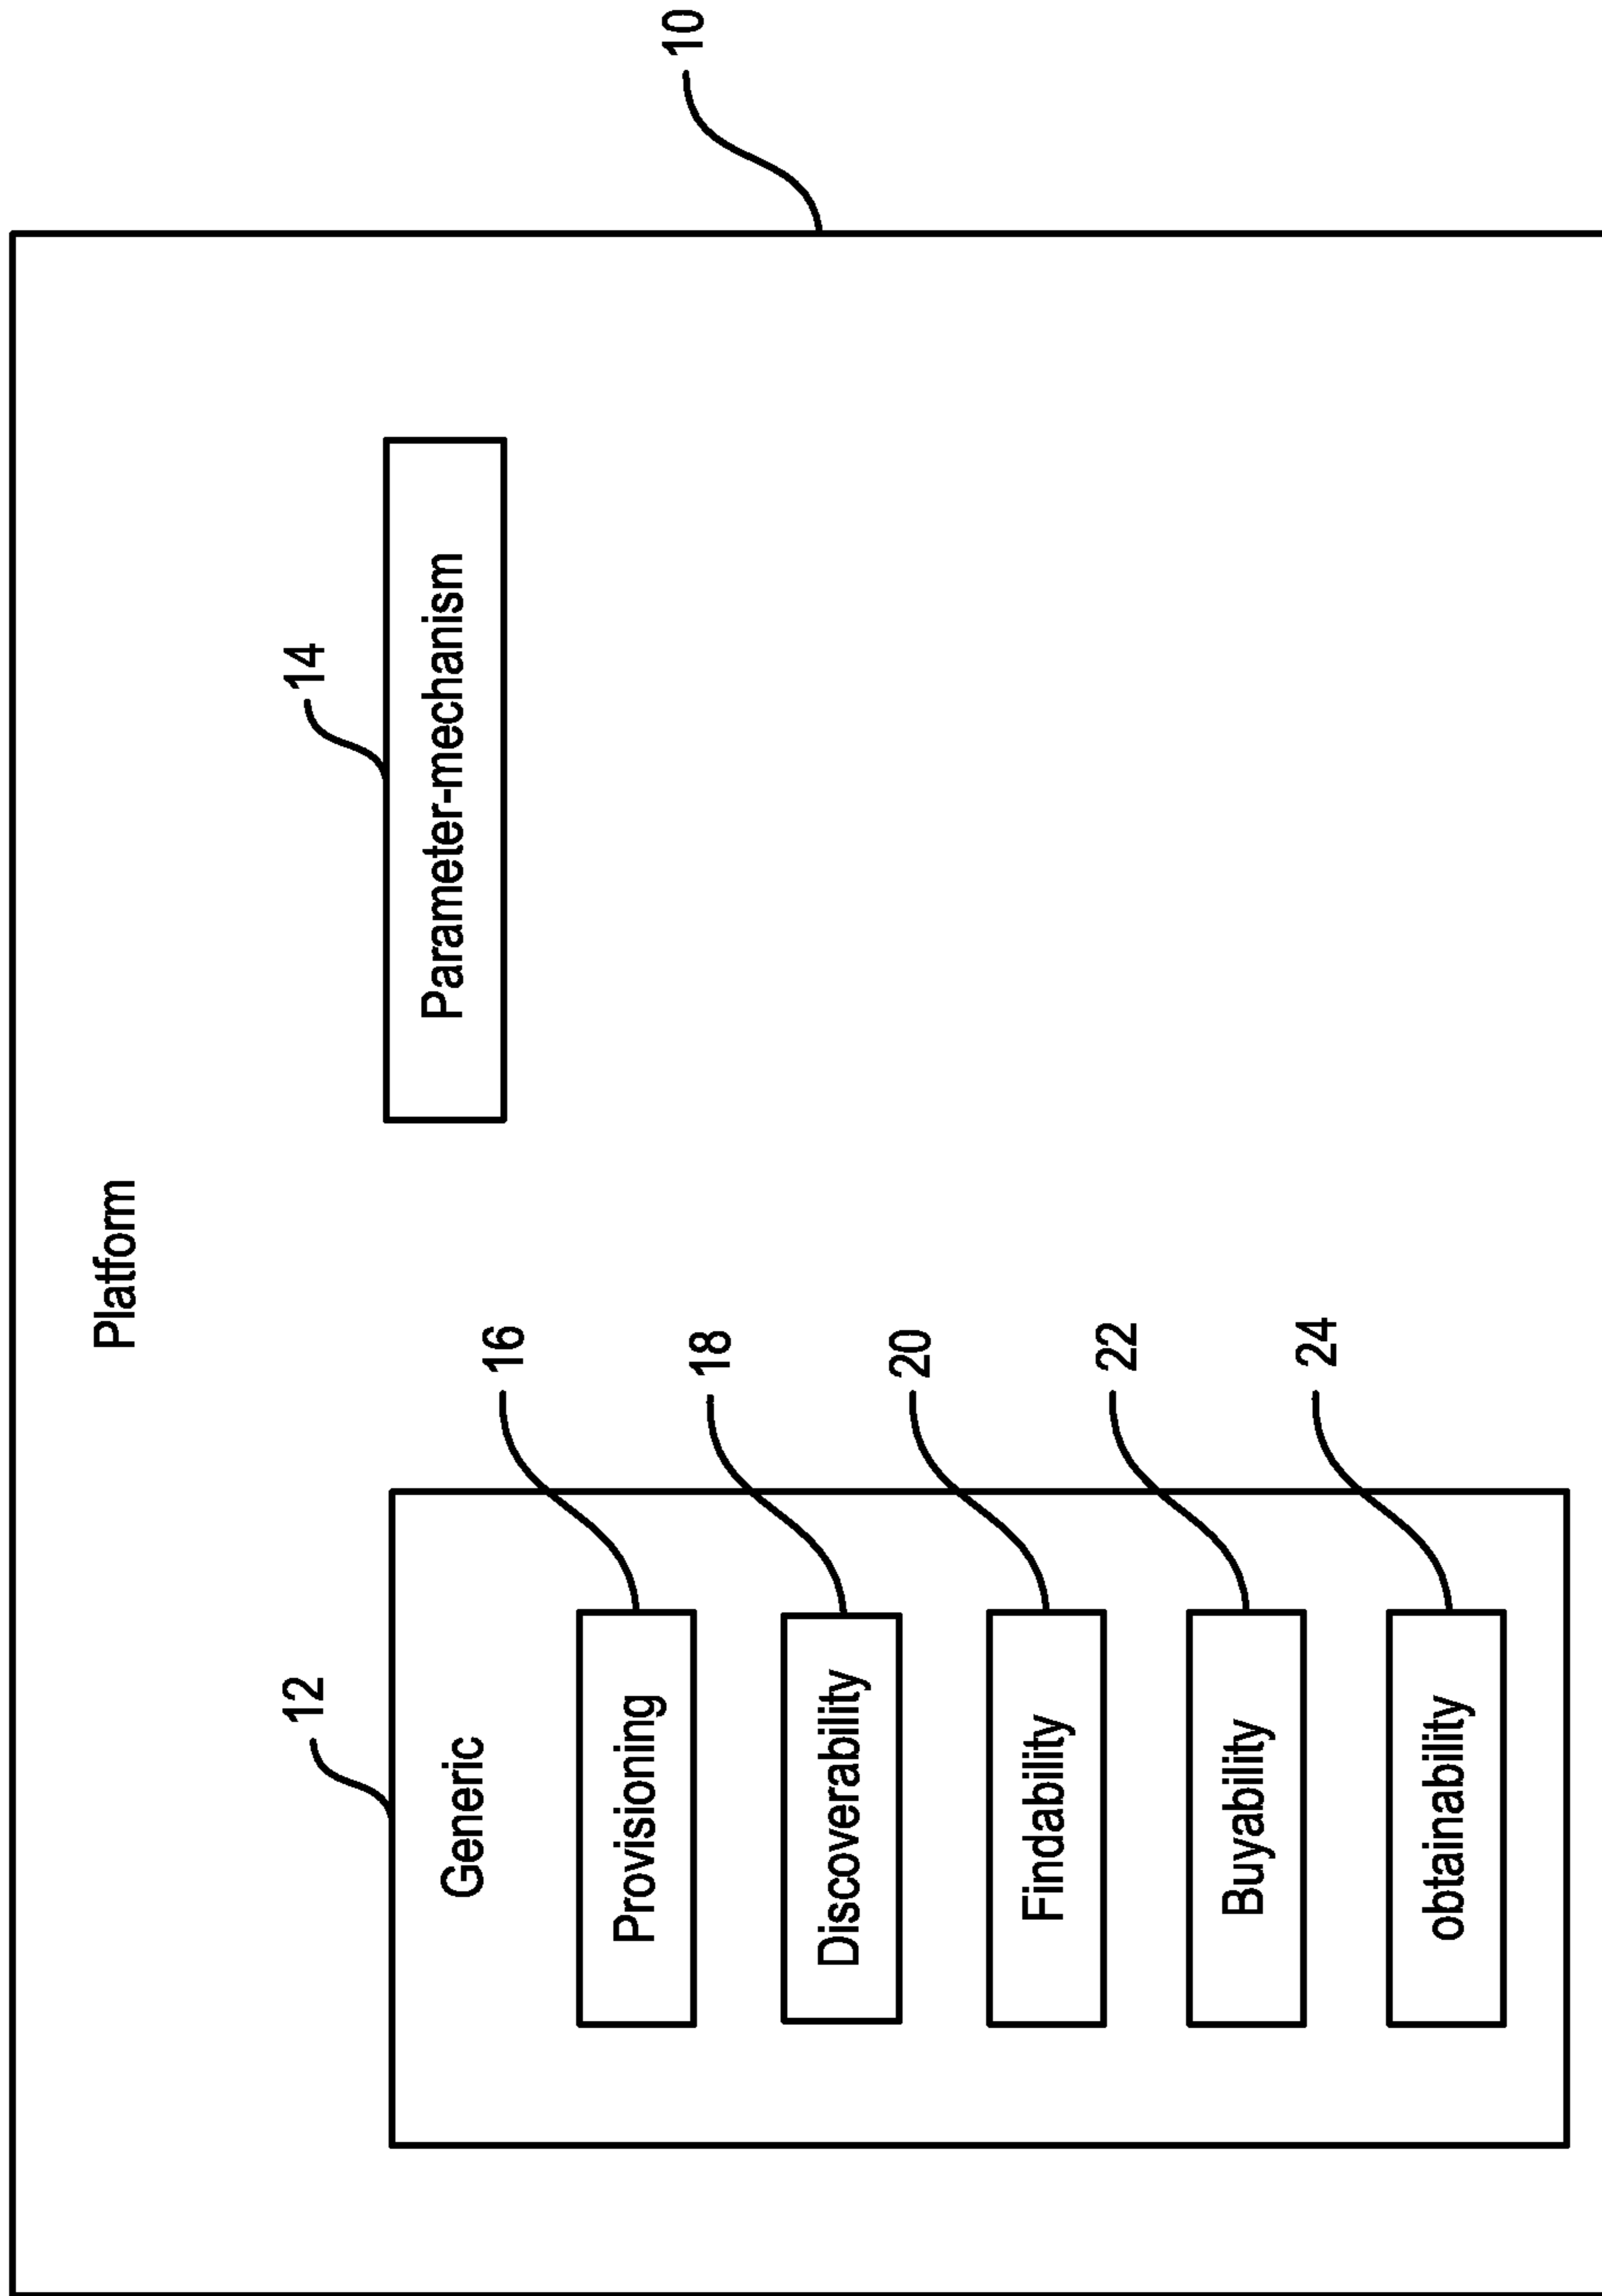 Platform
10
12
Generic
14
Parameter-mechanism
16
Provisioning
18
Discoverability
20
Findability
22
Buyability
24
obtainability